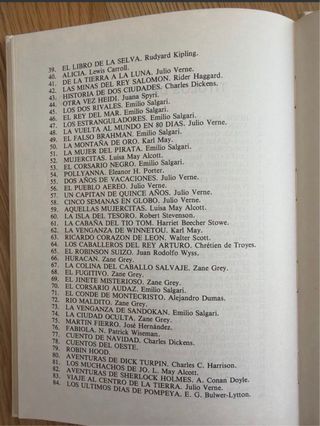 39. EL LIBRO DE LA SELVA. Rudyard Kipling.
40. ALICIA. Lewis Carroll.
41. DE LA TIERRA A LA LUNA. Julio Verne.
42. LAS MINAS DEL REY SALOMON. Rider Haggard.
43. HISTORIA DE DOS CIUDADES. Charles Dickens.
44. OTRA VEZ HEIDI. Juana Spyri.
45. LOS DOS RIVALES. Emilio Salgari.
46. EL REY DEL MAR. Emilio Salgari.
47. LOS ESTRANGULADORES. Emilio Salgari.
48. LA VUELTA AL MUNDO EN 80 DIAS. Julio Verne.
49. EL FALSO BRAHMAN. Emilio Salgari.
50. LA MONTAÑA DE ORO. Karl May.
51. LA MUJER DEL PIRATA. Emilio Salgari.
52. MUJERCITAS. Luisa May Alcott.
53. EL CORSARIO NEGRO. Emilio Salgari.
54. POLLYANNA. Eleanor H. Porter.
55. DOS AÑOS DE VACACIONES. Julio Verne.
56. EL PUEBLO AEREO. Julio Verne.
57. UN CAPITAN DE QUINCE AÑOS. Julio Verne.
58. CINCO SEMANAS EN GLOBO. Julio Verne.
59. AQUELLAS MUJERCITAS. Luisa May Alcott.
60. LA ISLA DEL TESORO. Robert Stevenson.
61. LA CABAÑA DEL TIO TOM. Harriet Beecher Stowe.
62. LA VENGANZA DE WINNETOU. Karl May.
63. RICARDO CORAZON DE LEON. Walter Scott.
64. LOS CABALLEROS DEL REY ARTURO. Chrétien de Troyes.
65. EL ROBINSON SUIZO. Juan Rodolfo Wyss.
66. HURACAN. Zane Grey.
67. LA COLINA DEL CABALLO SALVAJE. Zane Grey.
68. EL FUGITIVO. Zane Grey.
69. EL JINETE MISTERIOSO. Zane Grey.
70. EL CORSARIO AUDAZ. Zane Grey.
71. EL CONDE DE MONTECRISTO. Alejandro Dumas.
72. RIO MALDITO. Zane Grey.
73. LA VENGANZA DE SANDOKAN. Emilio Salgari.
74. LA CIUDAD OCULTA. Zane Grey.
75. MARTIN FIERRO. José Hernández.
76. FABIOLA. N. Patrick Wiseman.
77. CUENTO DE NAVIDAD. Charles Dickens.
78. CUENTOS DEL OESTE.
79. ROBIN HOOD.
80. AVENTURAS DE DICK TURPIN. Charles C. Harrison.
81. LOS MUCHACHOS DE JO. L. May Alcott.
82. AVENTURAS DE SHERLOCK HOLMES. A. Conan Doyle.
83. VIAJE AL CENTRO DE LA TIERRA. Julio Verne.
84. LOS ULTIMOS DIAS DE POMPEYA. E. G. Bulwer-Lytton.